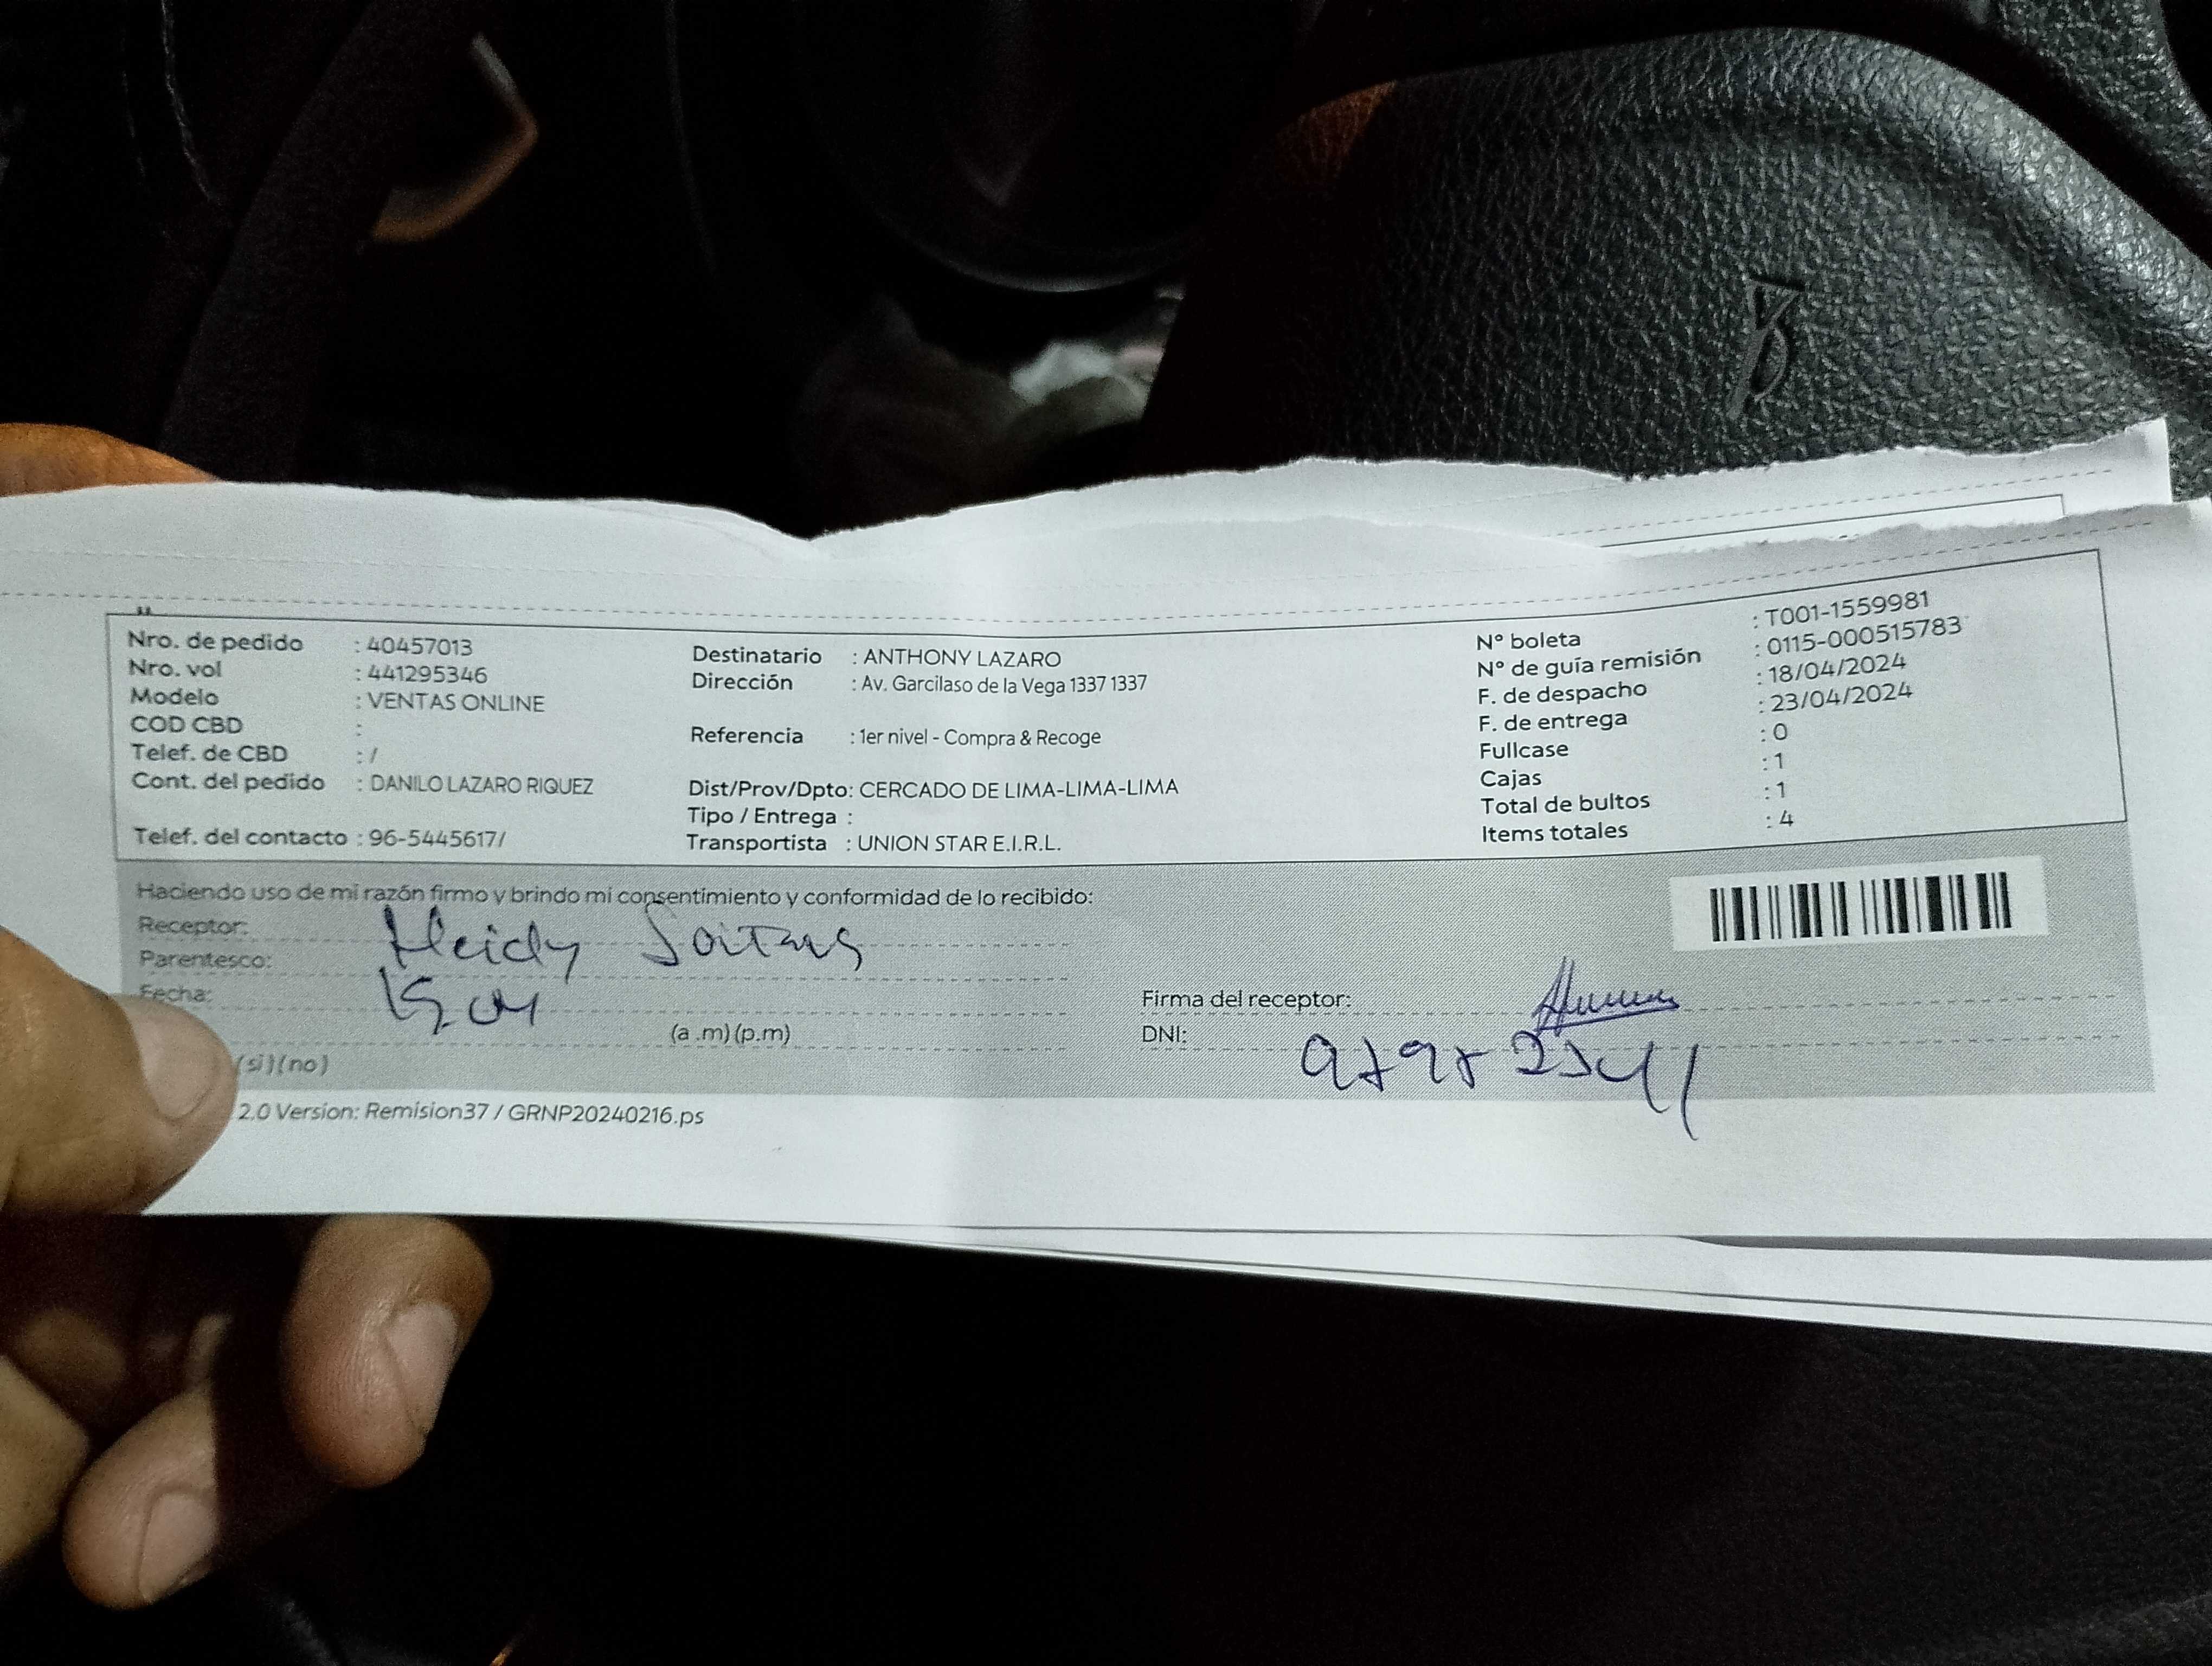 Nro. de pedido : 40457013
Nro. vol : 441295346
Modelo : VENTAS ONLINE
COD CBD :
Telef. de CBD : /
Cont. del pedido : DANILO LAZARO RIQUEZ
Telef. del contacto : 96-5445617/
Destinatario : ANTHONY LAZARO
Dirección : Av. Garcilaso de la Vega 1337 1337
Referencia : 1er nivel - Compra & Recoge
Dist/Prov/Dpto: CERCADO DE LIMA-LIMA-LIMA
Tipo / Entrega :
Transportista : UNION STAR E.I.R.L.
N° boleta : T001-1559981
N° de guía remisión : 0115-000515783
F. de despacho : 18/04/2024
F. de entrega : 23/04/2024
Fullcase : 0
Cajas : 1
Total de bultos : 1
Items totales : 4
Haciendo uso de mi razón firmo y brindo mi consentimiento y conformidad de lo recibido:
Receptor: Heidy
Parentesco:
Fecha:
(a .m) (p.m)
(si) (no)
Firma del receptor:
DNI:
2.0 Version: Remision37 / GRNP20240216.ps